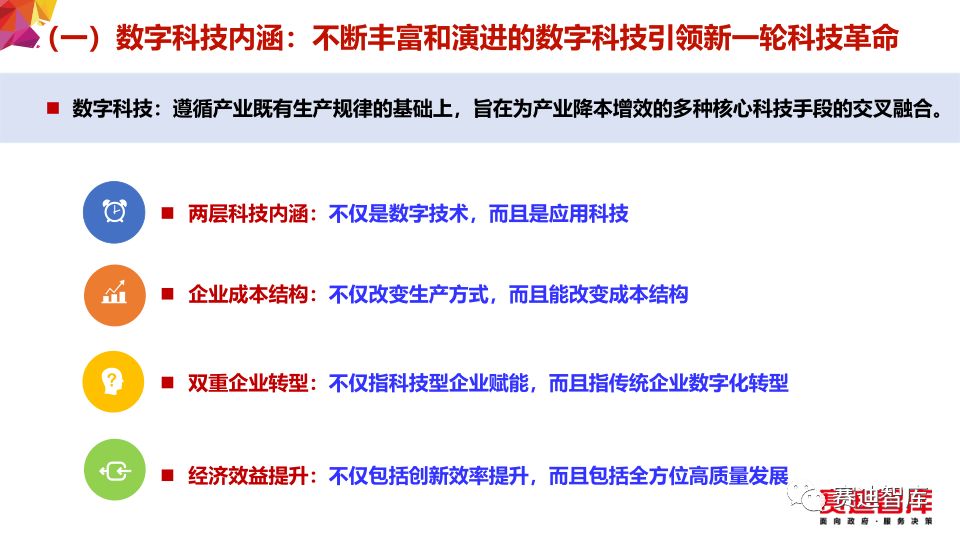 （一）数字科技内涵：不断丰富和演进的数字科技引领新一轮科技革命
数字科技：遵循产业既有生产规律的基础上，旨在为产业降本增效的多种核心科技手段的交叉融合。
两层科技内涵：不仅是数字技术，而且是应用科技
企业成本结构：不仅改变生产方式，而且能改变成本结构
双重企业转型：不仅指科技型企业赋能，而且指传统企业数字化转型
经济效益提升：不仅包括创新效率提升，而且包括全方位高质量发展
赛迪智库
赛迪智库
面向政府·服务决策